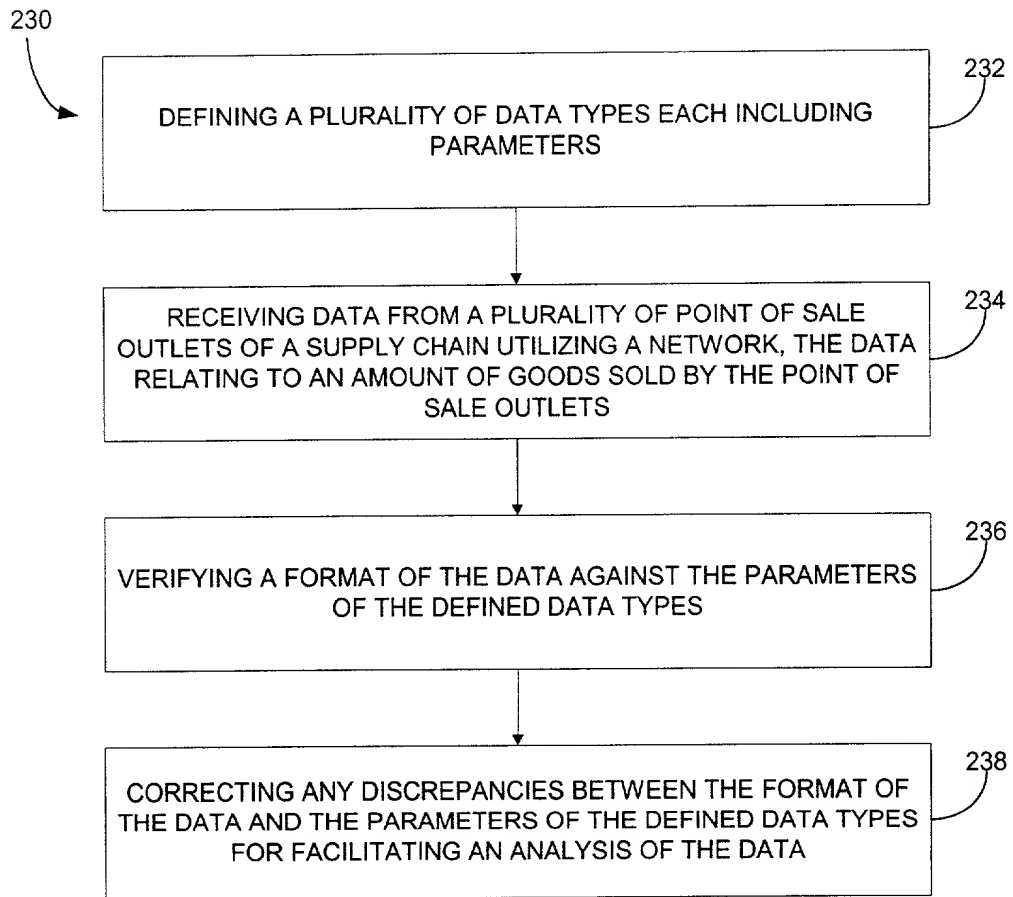 230
232
DEFINING A PLURALITY OF DATA TYPES EACH INCLUDING
PARAMETERS
234
RECEIVING DATA FROM A PLURALITY OF POINT OF SALE
OUTLETS OF A SUPPLY CHAIN UTILIZING A NETWORK, THE DATA
RELATING TO AN AMOUNT OF GOODS SOLD BY THE POINT OF
SALE OUTLETS
236
VERIFYING A FORMAT OF THE DATA AGAINST THE PARAMETERS
OF THE DEFINED DATA TYPES
238
CORRECTING ANY DISCREPANCIES BETWEEN THE FORMAT OF
THE DATA AND THE PARAMETERS OF THE DEFINED DATA TYPES
FOR FACILITATING AN ANALYSIS OF THE DATA